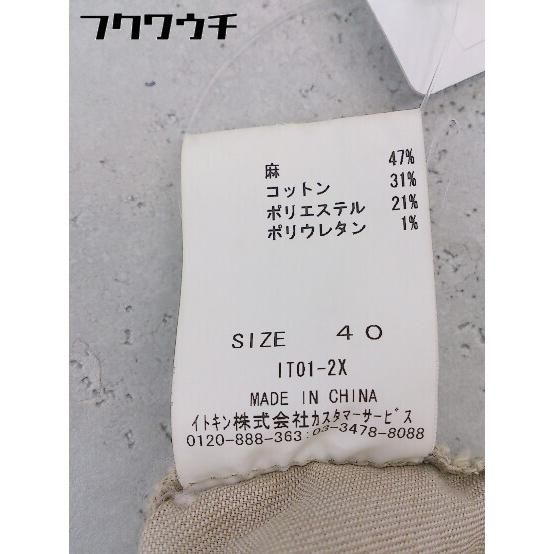 フクワウチ
麻 47%
コットン 31%
ポリエステル 21%
ポリウレタン 1%
SIZE 40
IT01-2X
MADE IN CHINA
イトキン株式会社カスタマーサービス
0120-888-363:03-3478-8088